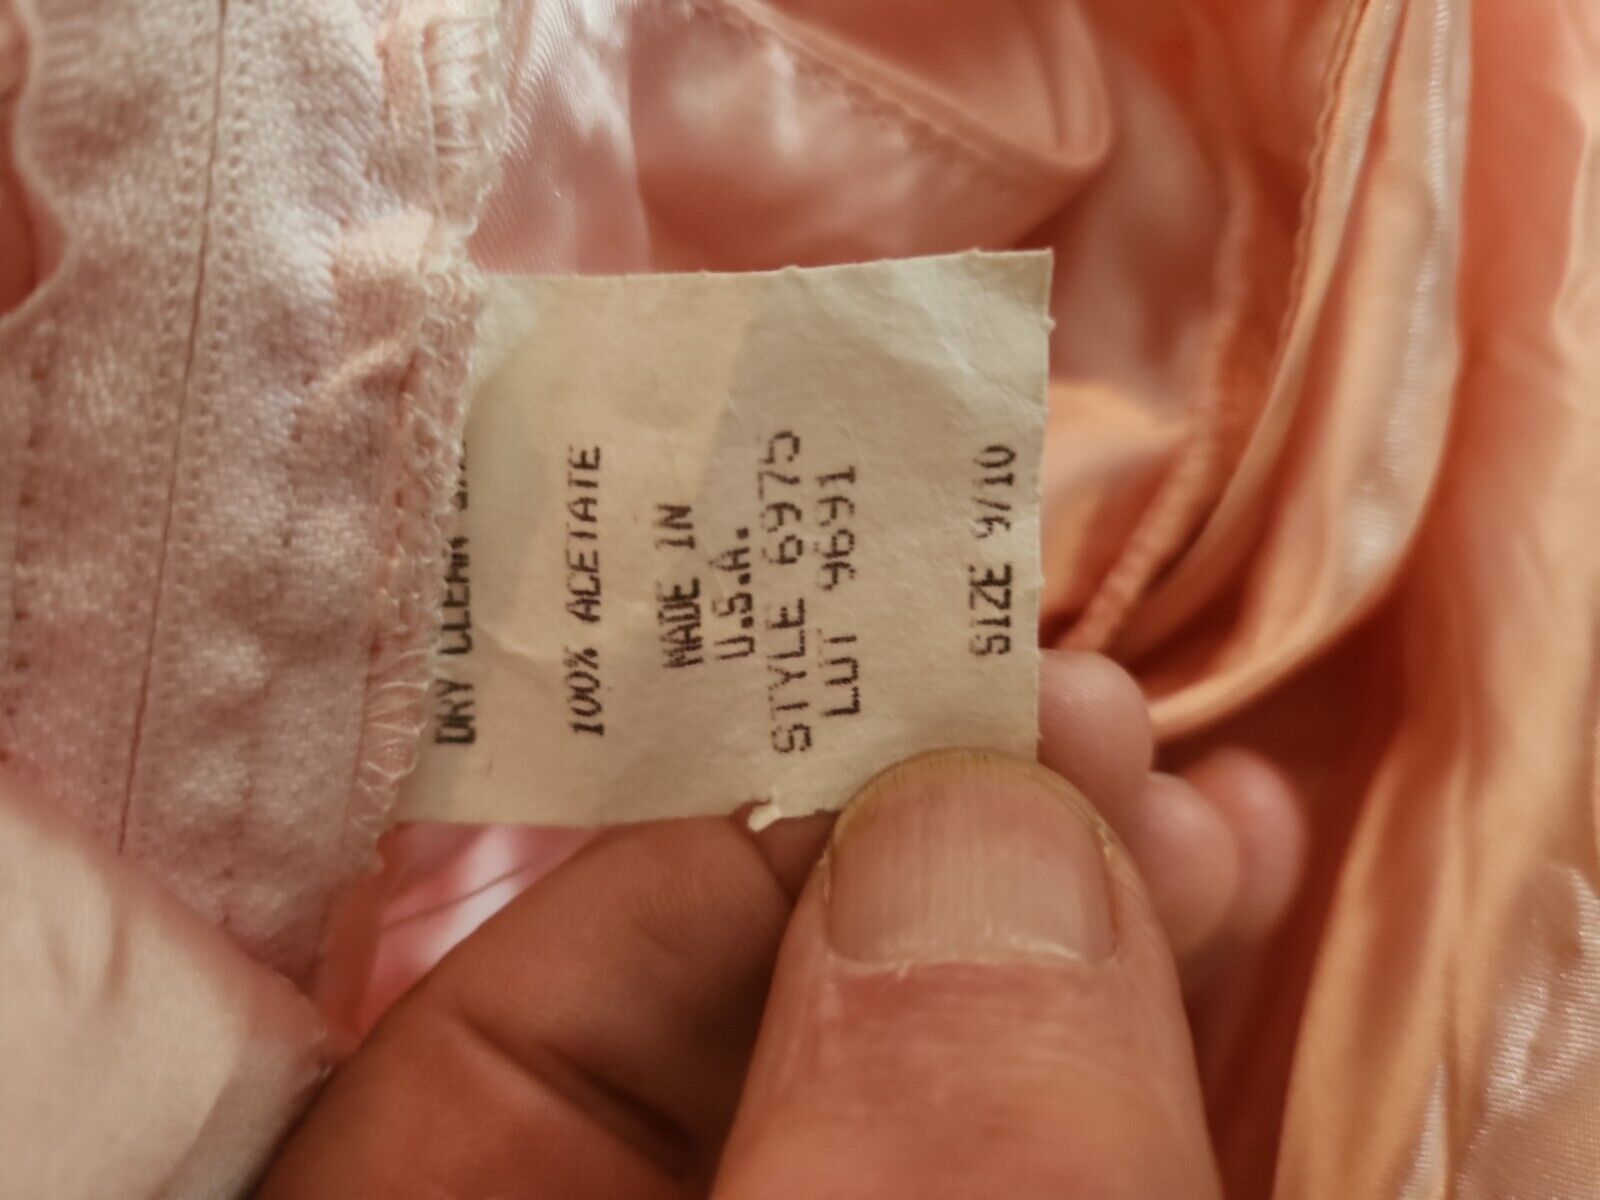 DRY CLEAN
100% ACETATE
MADE IN
U.S.A.
STYLE 6975
LOT 9691
SIZE 9/10